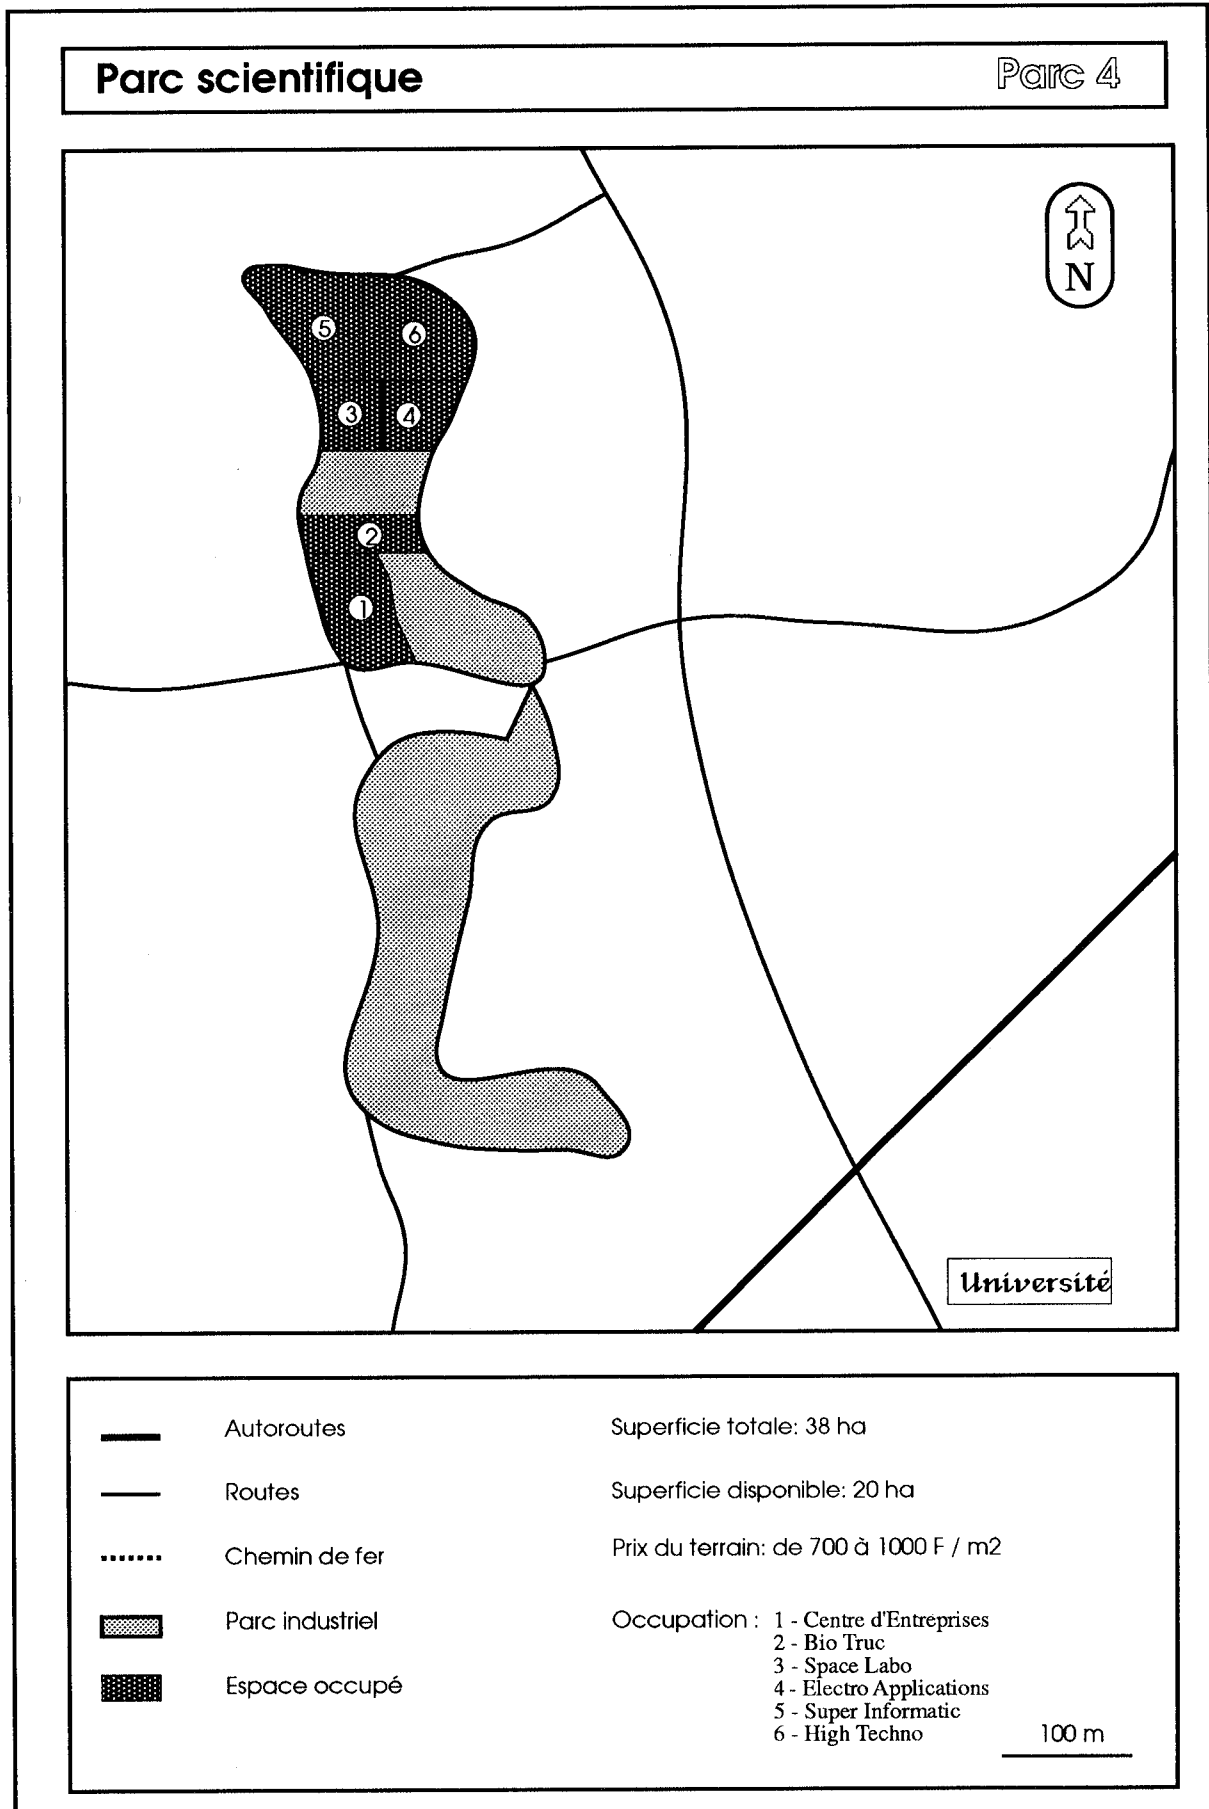 Parc scientifique
Parc 4
N
5
6
3
4
2
1
Université
Autoroutes
Routes
Chemin de fer
Parc industriel
Espace occupé
Superficie totale: 38 ha
Superficie disponible: 20 ha
Prix du terrain: de 700 à 1000 F / m2
Occupation : 1 - Centre d'Entreprises
2 - Bio Truc
3 - Space Labo
4 - Electro Applications
5 - Super Informatic
6 - High Techno
100 m